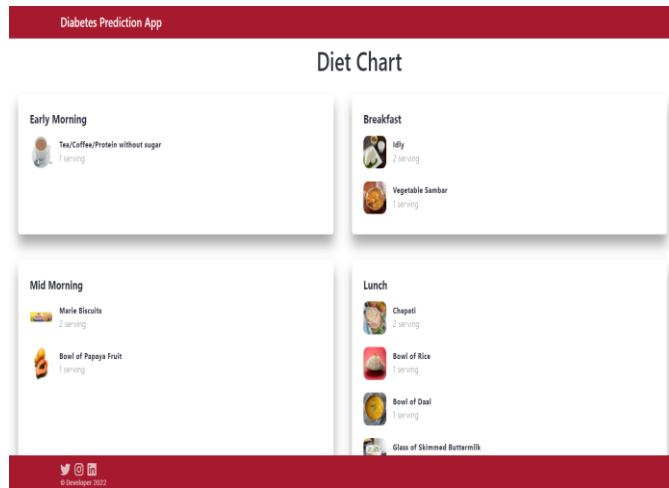 Diabetes Prediction App
Diet Chart
Early Morning
Tea/Coffee/Protein without sugar
1 serving
Breakfast
Idly
2 serving
Vegetable Sambar
1 serving
Mid Morning
Marie Biscuits
2 serving
Bowl of Papaya Fruit
1 serving
Lunch
Chapati
2 serving
Bowl of Rice
1 serving
Bowl of Daal
1 serving
Glass of Skimmed Buttermilk
© Developer 2022